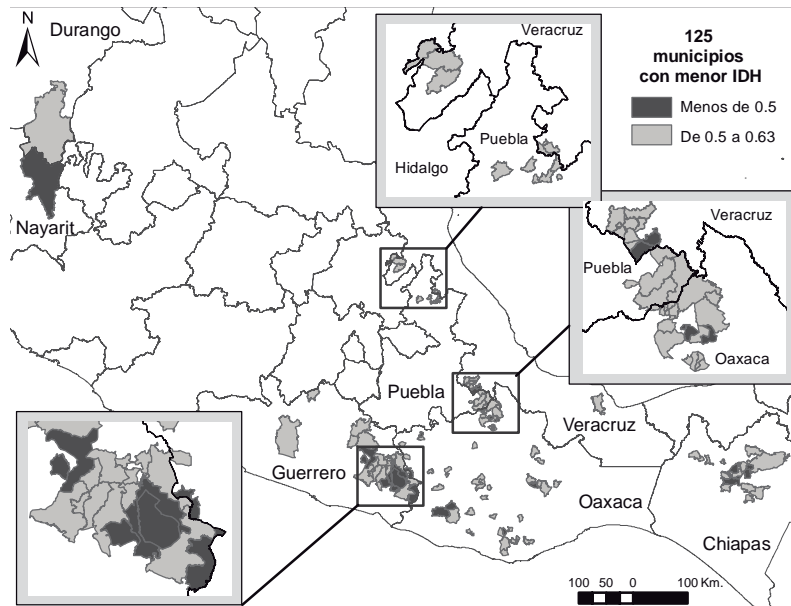 N
Durango
Veracruz
125
municipios
con menor IDH
Menos de 0.5
De 0.5 a 0.63
Puebla
Hidalgo
Nayarit
Veracruz
Puebla
Oaxaca
Puebla
Veracruz
Guerrero
Oaxaca
Chiapas
100 50 0 100 Km.